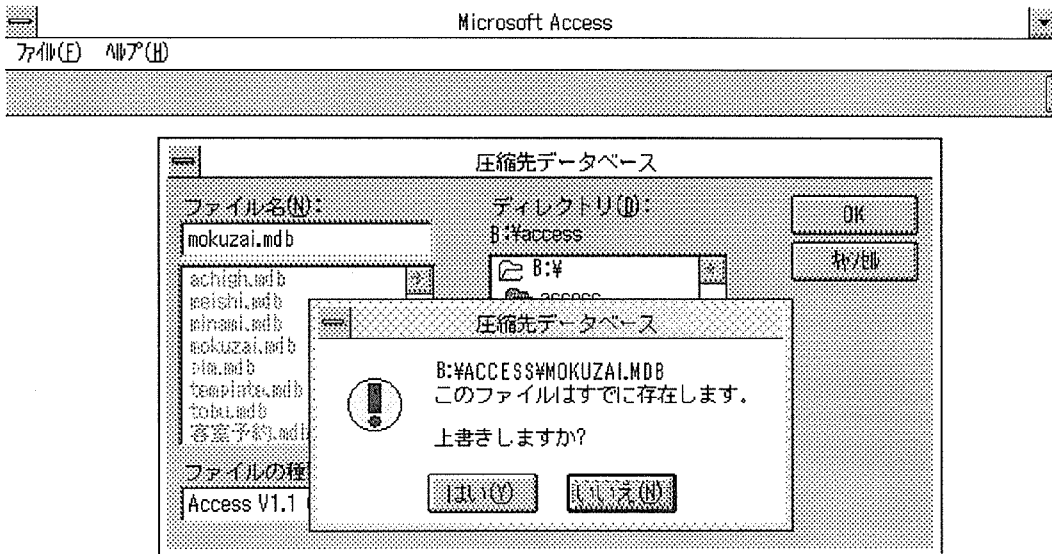 Microsoft Access
ファイル(F) ヘルプ(H)
圧縮先データベース
ファイル名(N):
mokuzai.mdb
achigh.mdb
meishi.mdb
minami.mdb
mokuzai.mdb
pim.mdb
template.mdb
tobu.mdb
客室予約.mdb
ファイルの種
Access V1.1
ディレクトリ(D):
B:¥access
B:¥
access
OK
キャンセル
圧縮先データベース
B:¥ACCESS¥MOKUZAI.MDB
このファイルはすでに存在します。
上書きしますか?
はい(Y)
いいえ(N)